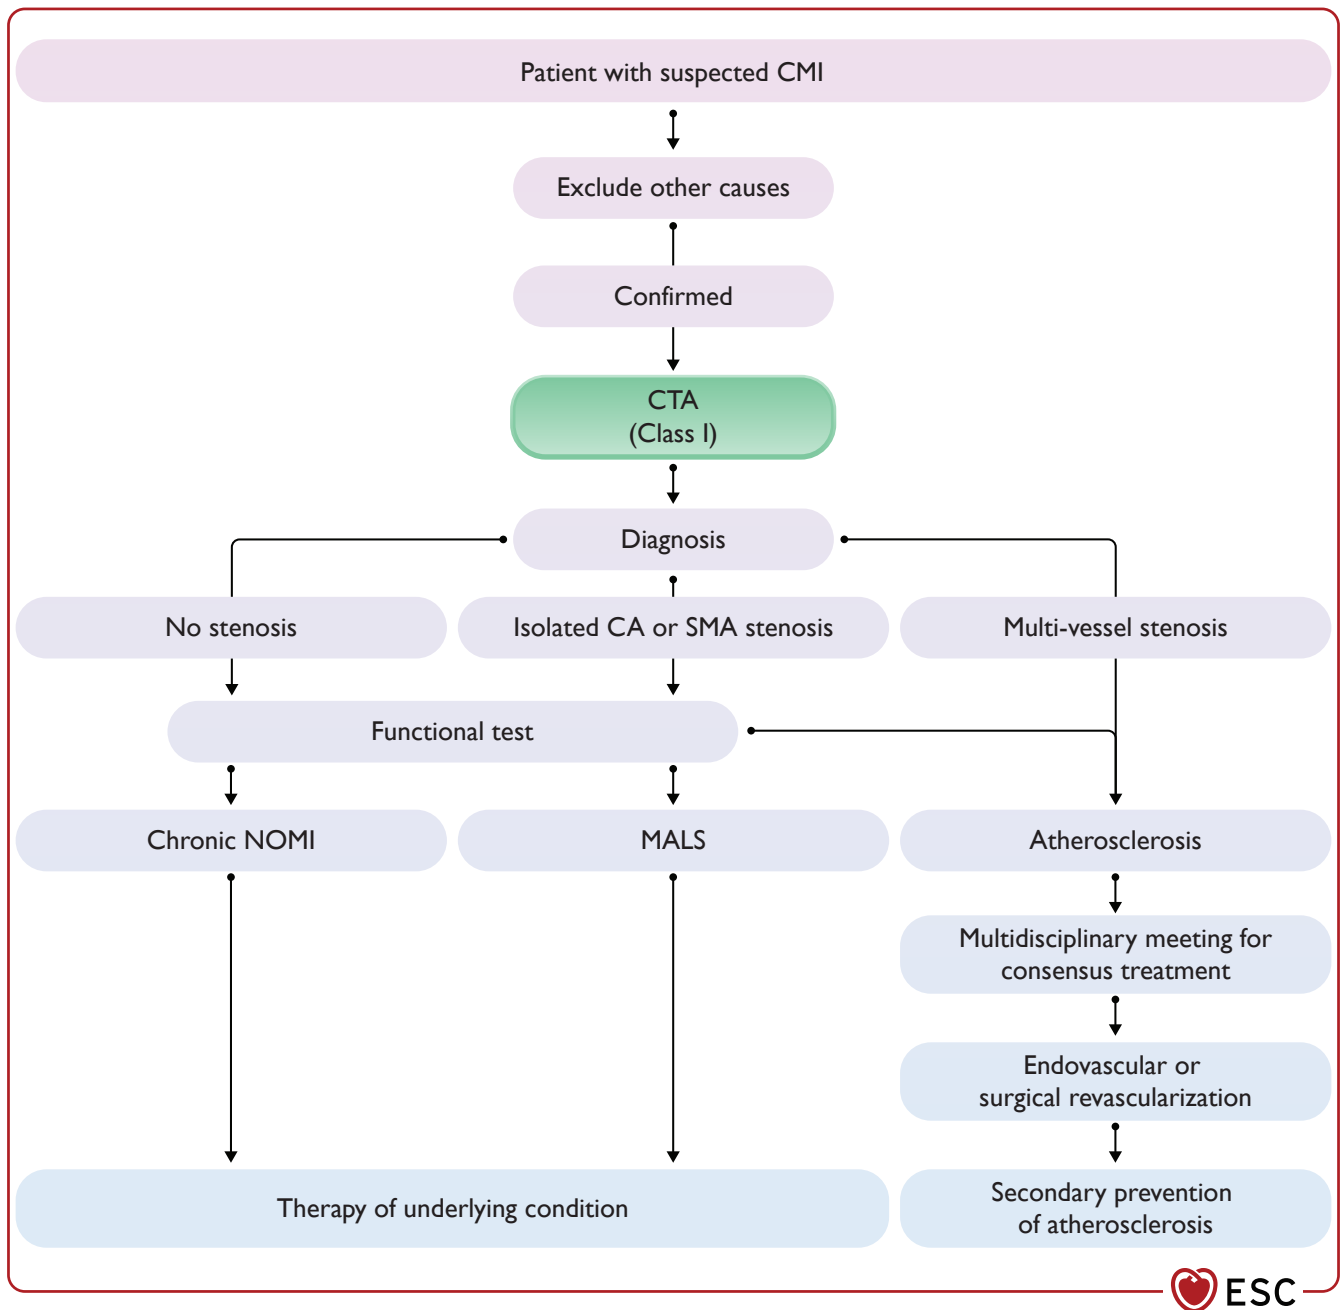 Patient with suspected CMI
Exclude other causes
Confirmed
CTA
(Class I)
Diagnosis
No stenosis
Isolated CA or SMA stenosis
Multi-vessel stenosis
Functional test
Chronic NOMI
MALS
Atherosclerosis
Multidisciplinary meeting for
consensus treatment
Endovascular or
surgical revascularization
Therapy of underlying condition
Secondary prevention
of atherosclerosis
ESC